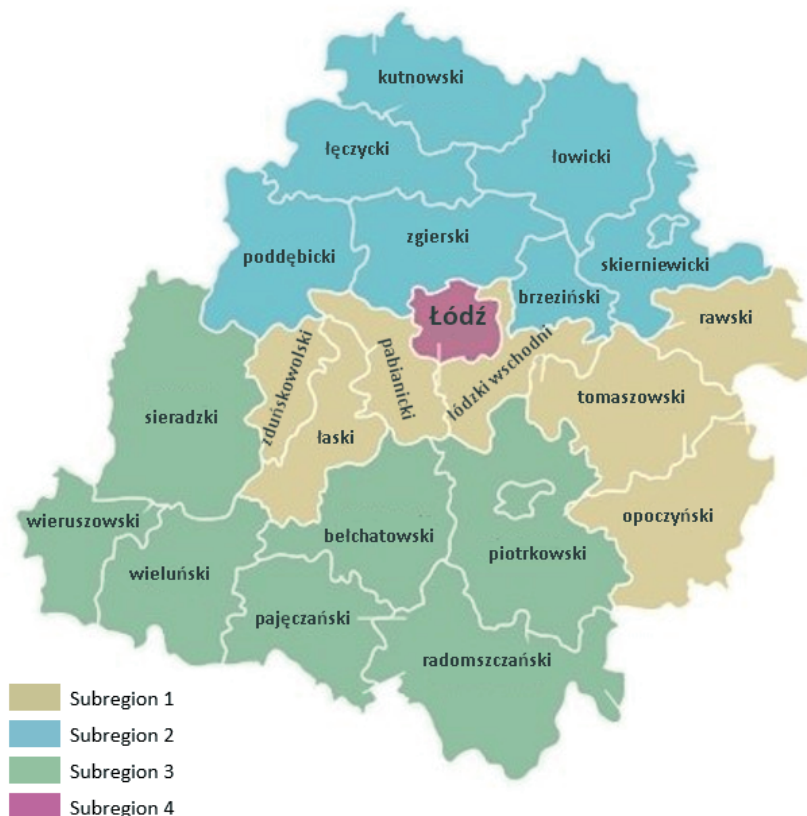 kutnowski
łęczycki
łowicki
zgierski
poddębicki
skierniewicki
brzeziński
Łódź
rawski
zduńskowolski
pabianicki
łódzki wschodni
tomaszowski
sieradzki
łaski
opoczyński
wieruszowski
bełchatowski
piotrkowski
wieluński
pajęczański
radomszczański
Subregion 1
Subregion 2
Subregion 3
Subregion 4